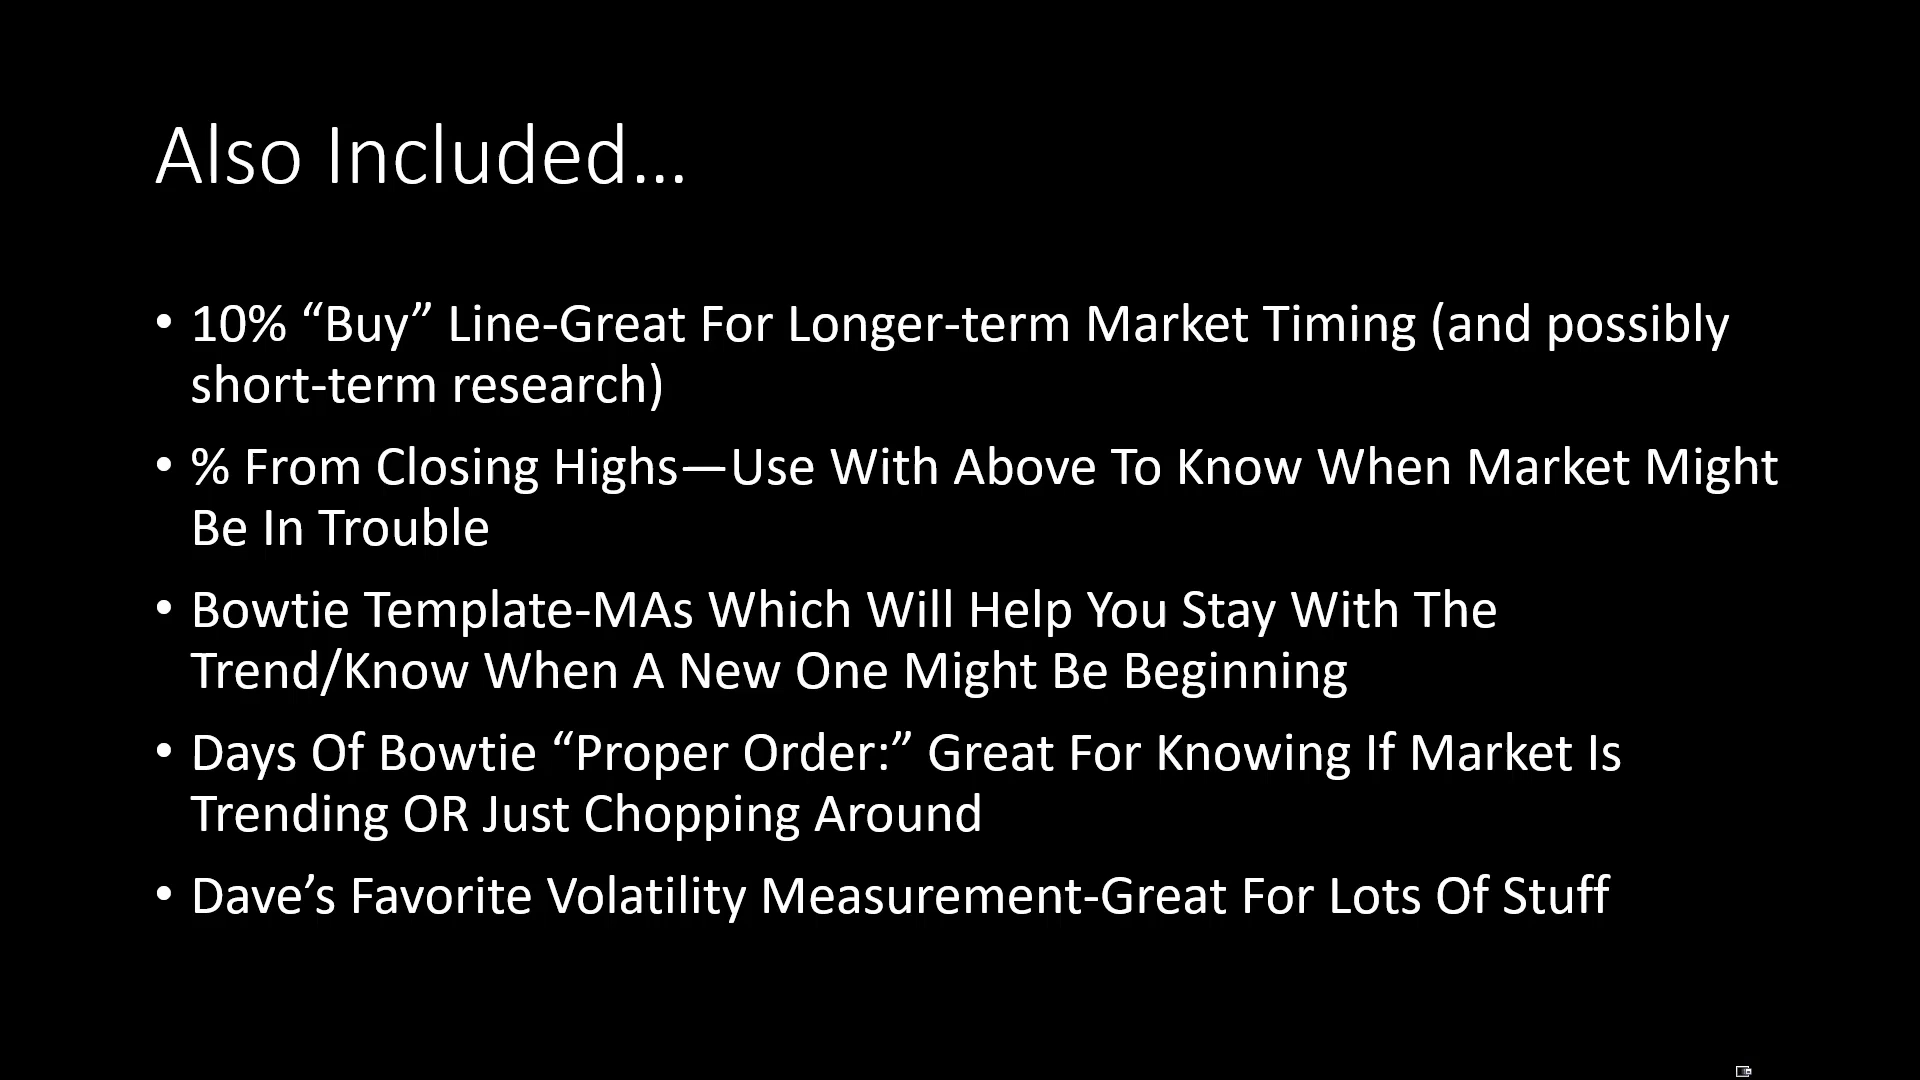 Also Included…
• 10% “Buy” Line-Great For Longer-term Market Timing (and possibly
short-term research)
• % From Closing Highs—Use With Above To Know When Market Might
Be In Trouble
• Bowtie Template-MAs Which Will Help You Stay With The
Trend/Know When A New One Might Be Beginning
• Days Of Bowtie “Proper Order:” Great For Knowing If Market Is
Trending OR Just Chopping Around
• Dave’s Favorite Volatility Measurement-Great For Lots Of Stuff